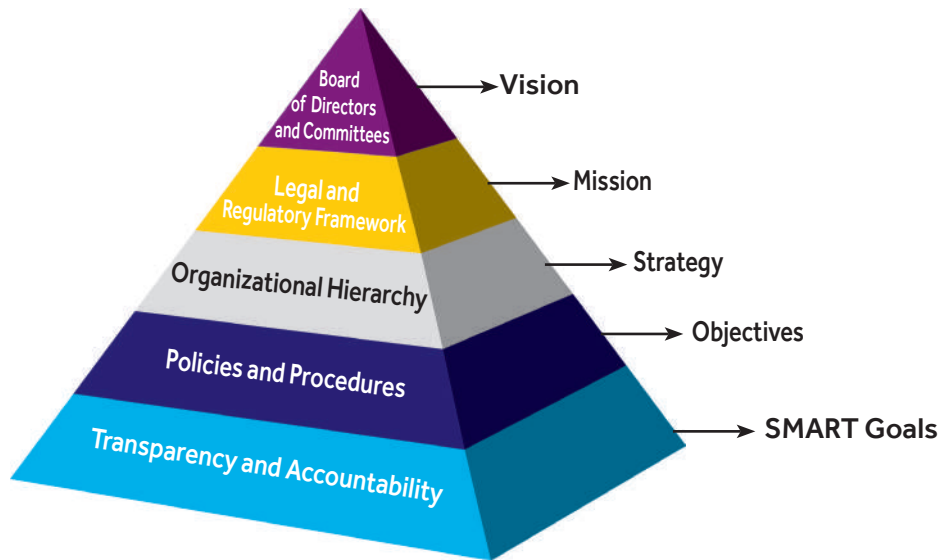 Board
of Directors
and Committees
Vision
Legal and
Regulatory Framework
Mission
Organizational Hierarchy
Strategy
Policies and Procedures
Objectives
Transparency and Accountability
SMART Goals